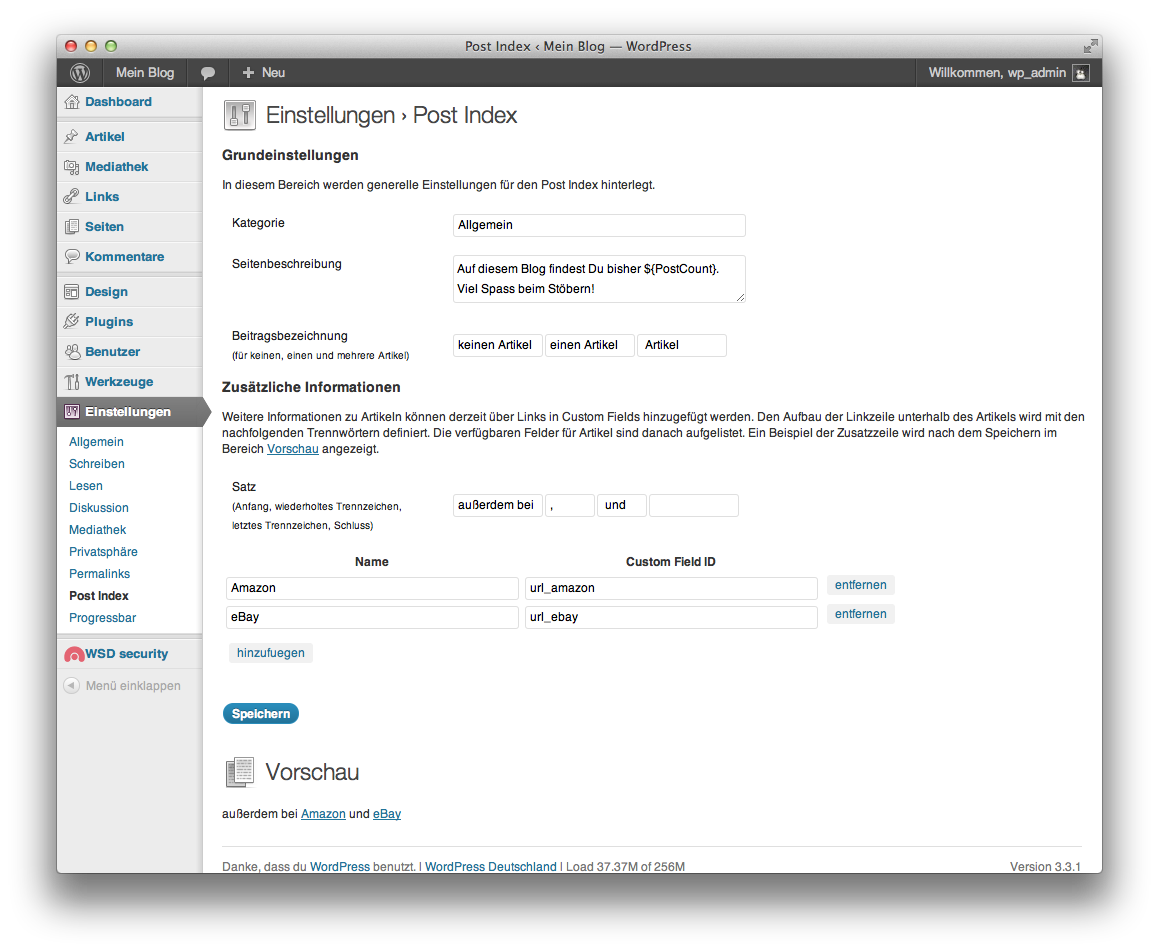 Post Index ‹ Mein Blog — WordPress
Mein Blog
Neu
Willkommen, wp_admin
Dashboard
Artikel
Mediathek
Links
Seiten
Kommentare
Design
Plugins
Benutzer
Werkzeuge
Einstellungen
Allgemein
Schreiben
Lesen
Diskussion
Mediathek
Privatsphäre
Permalinks
Post Index
Progressbar
WSD security
Menü einklappen
Einstellungen › Post Index
Grundeinstellungen
In diesem Bereich werden generelle Einstellungen für den Post Index hinterlegt.
Kategorie
Allgemein
Seitenbeschreibung
Auf diesem Blog findest Du bisher ${PostCount}.
Viel Spass beim Stöbern!
Beitragsbezeichnung
(für keinen, einen und mehrere Artikel)
keinen Artikel
einen Artikel
Artikel
Zusätzliche Informationen
Weitere Informationen zu Artikeln können derzeit über Links in Custom Fields hinzugefügt werden. Den Aufbau der Linkzeile unterhalb des Artikels wird mit den
nachfolgenden Trennwörtern definiert. Die verfügbaren Felder für Artikel sind danach aufgelistet. Ein Beispiel der Zusatzzeile wird nach dem Speichern im
Bereich Vorschau angezeigt.
Satz
(Anfang, wiederholtes Trennzeichen,
letztes Trennzeichen, Schluss)
außerdem bei
,
und
Name
Custom Field ID
Amazon
url_amazon
entfernen
eBay
url_ebay
entfernen
hinzufuegen
Speichern
Vorschau
außerdem bei Amazon und eBay
Danke, dass du WordPress benutzt. | WordPress Deutschland | Load 37.37M of 256M
Version 3.3.1